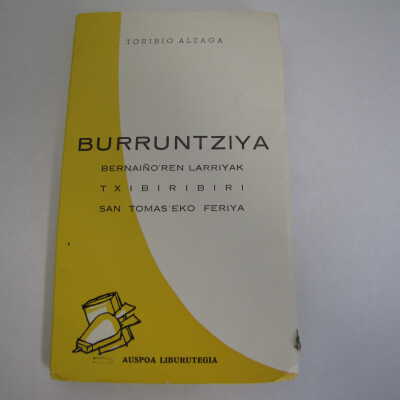 TORIBIO ALZAGA
BURRUNTZIYA
BERNAIÑO'REN LARRIYAK
TXIBIRIBIRI
SAN TOMAS'EKO FERIYA
AUSPOA LIBURUTEGIA